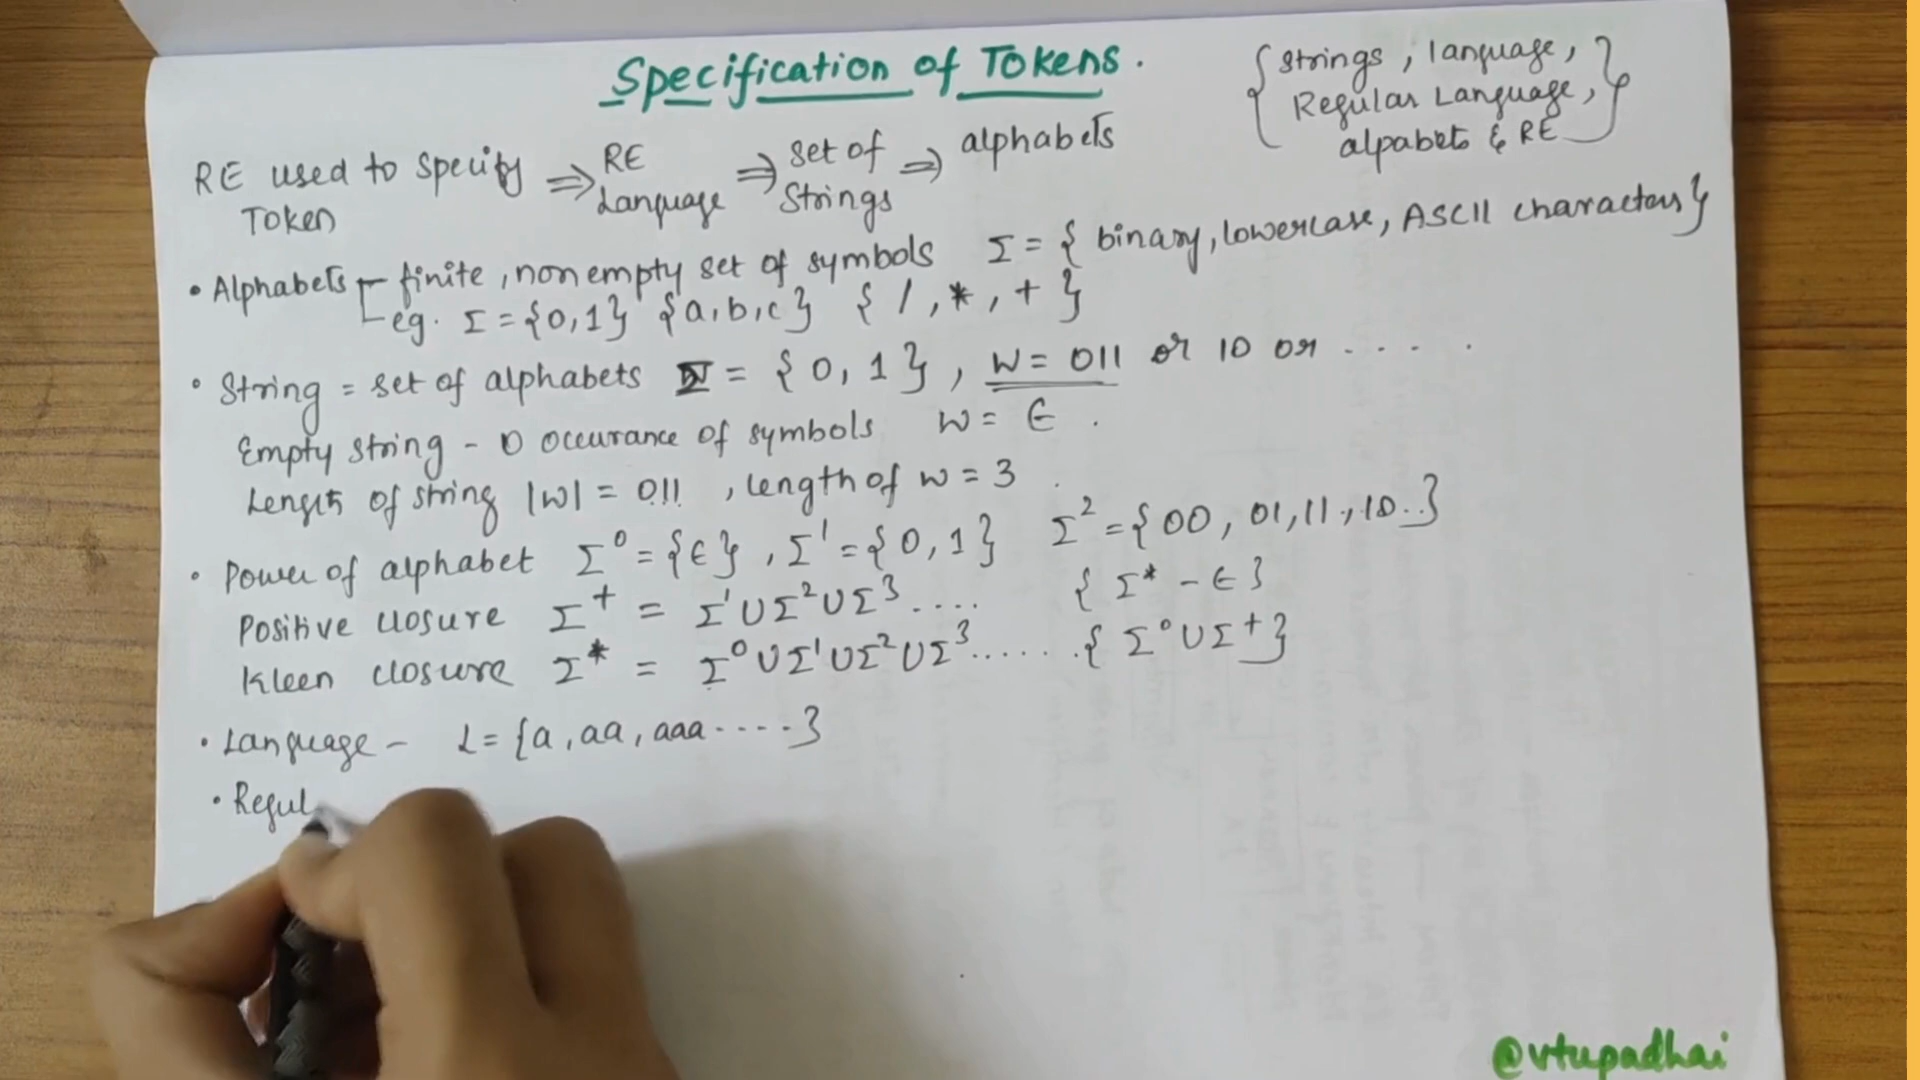 Specification of Tokens.
{ strings, language,
Regular Language,
alpabets & RE }
RE used to specify Token ⇒ RE Language ⇒ set of Strings ⇒ alphabets
• Alphabets - finite, non empty set of symbols Σ = { binary, lowercase, ASCII characters}
eg. Σ = {0,1} {a,b,c} { /, *, + }
• String = set of alphabets Σ = { 0, 1 }, W = 011 or 10 or .... .
Empty string - 0 occurance of symbols w = ϵ .
Length of string |w| = 011 , length of w = 3 .
• Power of alphabet Σ⁰ = {ϵ} , Σ¹ = {0,1} Σ² = {00, 01, 11, 10..}
Positive closure Σ⁺ = Σ¹ ∪ Σ² ∪ Σ³ .... { Σ* - ϵ }
Kleen closure Σ* = Σ⁰ ∪ Σ¹ ∪ Σ² ∪ Σ³ ....... { Σ⁰ ∪ Σ⁺ }
• Language - L = {a, aa, aaa ..... }
• Regul
@vtupadhai